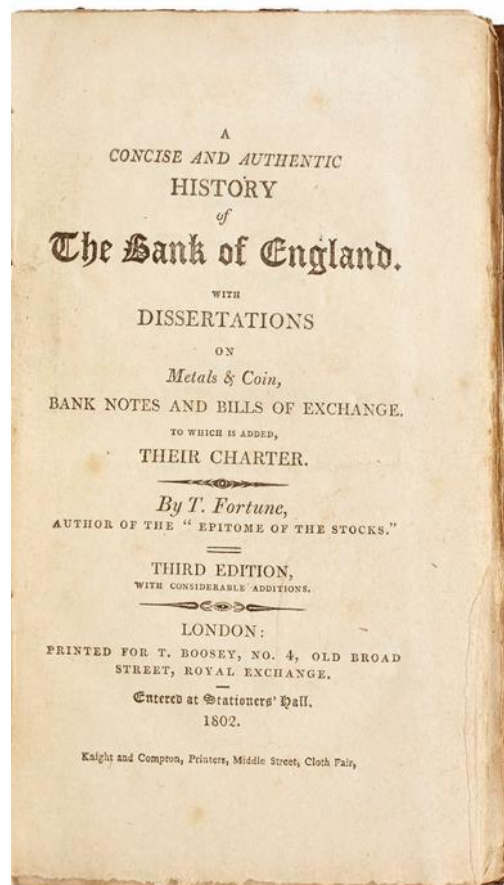 A
CONCISE AND AUTHENTIC
HISTORY
of
The Bank of England.
WITH
DISSERTATIONS
ON
Metals & Coin,
BANK NOTES AND BILLS OF EXCHANGE.
TO WHICH IS ADDED,
THEIR CHARTER.
By T. Fortune,
AUTHOR OF THE “ EPITOME OF THE STOCKS.”
THIRD EDITION,
WITH CONSIDERABLE ADDITIONS.
LONDON:
PRINTED FOR T. BOOSEY, NO. 4, OLD BROAD
STREET, ROYAL EXCHANGE.
Entered at Stationers' Hall.
1802.
Knight and Compton, Printers, Middle Street, Cloth Fair,